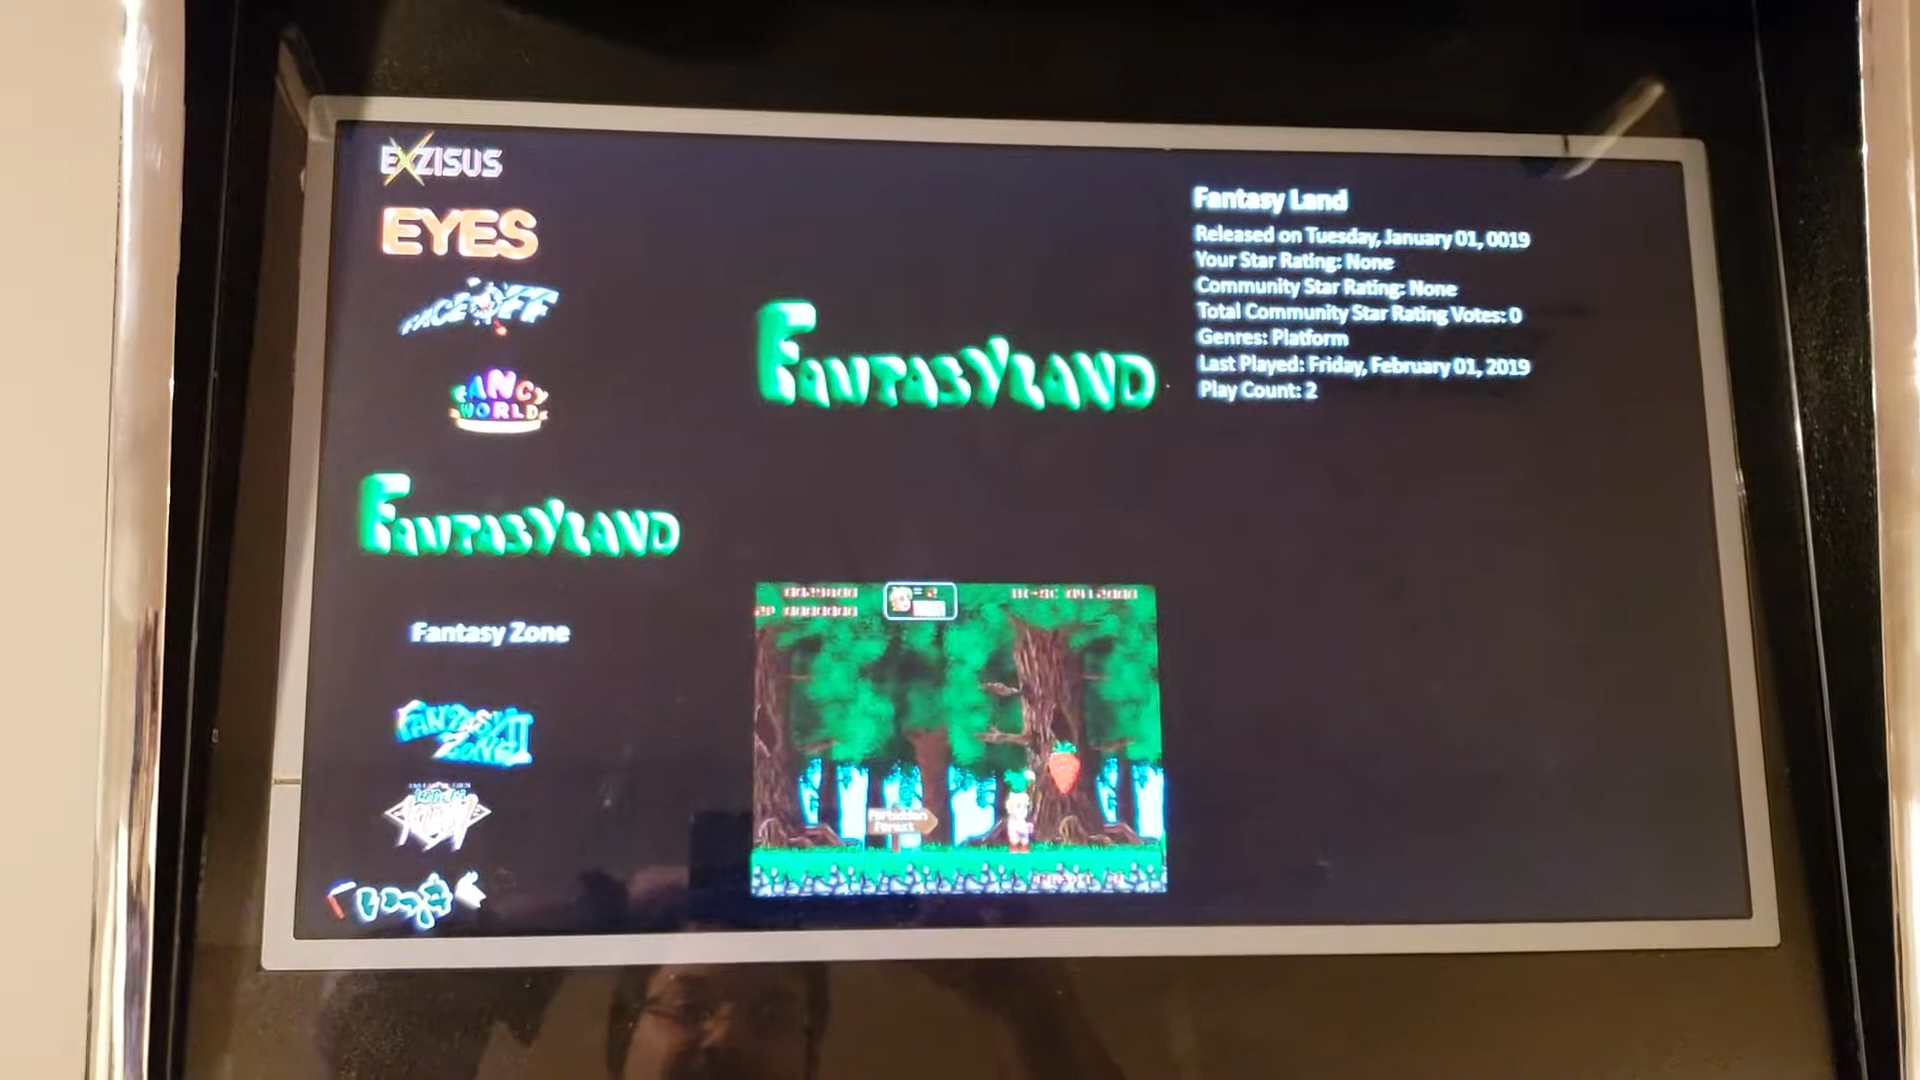 EXZISUS
EYES
FACE OFF
FANCY
WORLD
FANTASYLAND
Fantasy Zone
FANTASY II
ZONE
FANTASYLAND
Forbidden
Forest
Fantasy Land
Released on Tuesday, January 01, 0019
Your Star Rating: None
Community Star Rating: None
Total Community Star Rating Votes: 0
Genres: Platform
Last Played: Friday, February 01, 2019
Play Count: 2